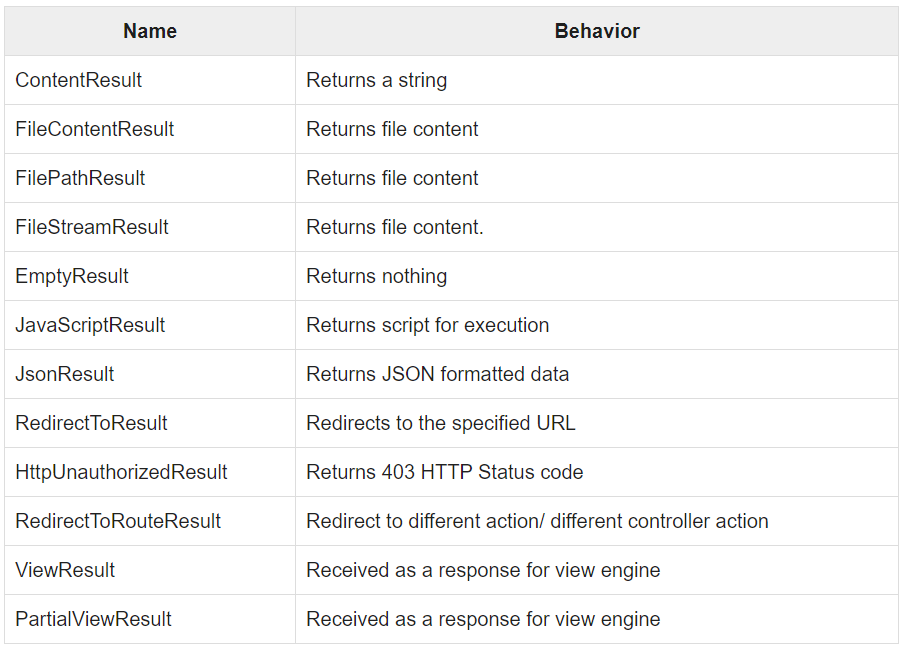 Name Behavior
ContentResult Returns a string
FileContentResult Returns file content
FilePathResult Returns file content
FileStreamResult Returns file content.
EmptyResult Returns nothing
JavaScriptResult Returns script for execution
JsonResult Returns JSON formatted data
RedirectToResult Redirects to the specified URL
HttpUnauthorizedResult Returns 403 HTTP Status code
RedirectToRouteResult Redirect to different action/ different controller action
ViewResult Received as a response for view engine
PartialViewResult Received as a response for view engine